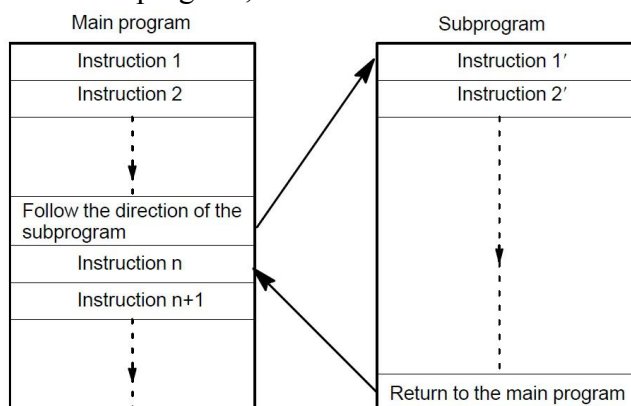 Main program
Instruction 1
Instruction 2
Follow the direction of the
subprogram
Instruction n
Instruction n+1
Subprogram
Instruction 1′
Instruction 2′
Return to the main program